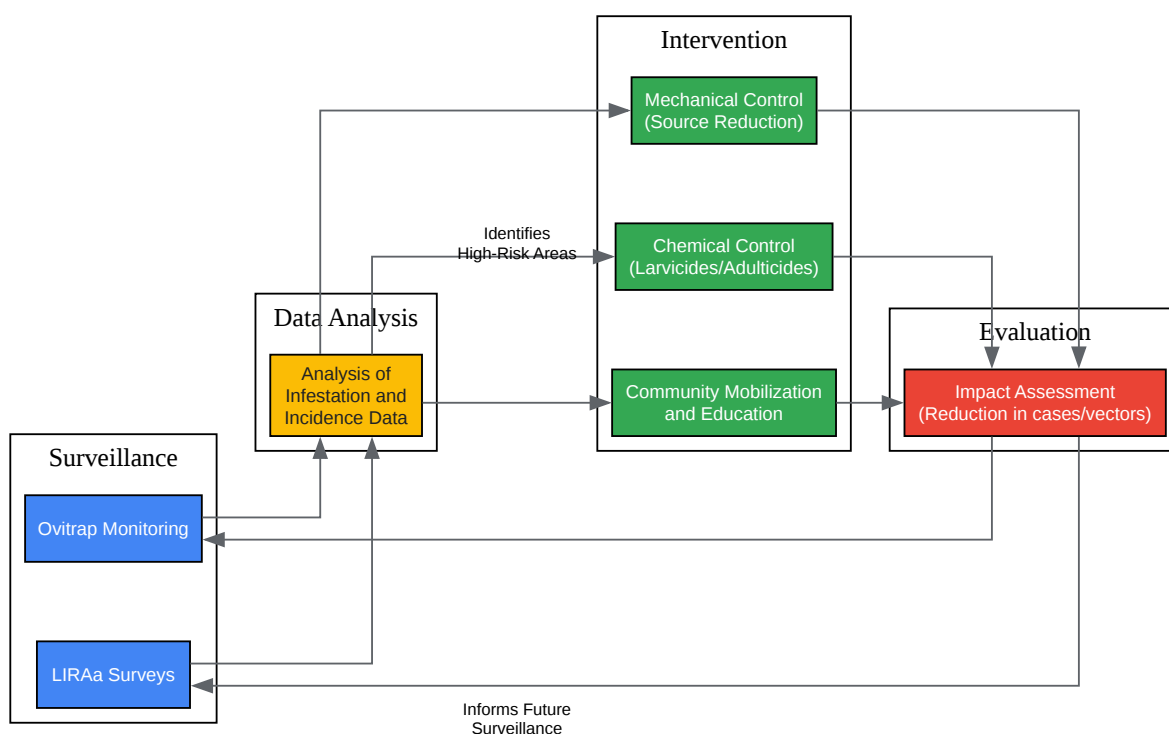 Intervention
Mechanical Control
(Source Reduction)
Identifies
High-Risk Areas
Chemical Control
(Larvicides/Adulticides)
Data Analysis
Analysis of
Infestation and
Incidence Data
Community Mobilization
and Education
Evaluation
Impact Assessment
(Reduction in cases/vectors)
Surveillance
Ovitrap Monitoring
LIRAa Surveys
Informs Future
Surveillance